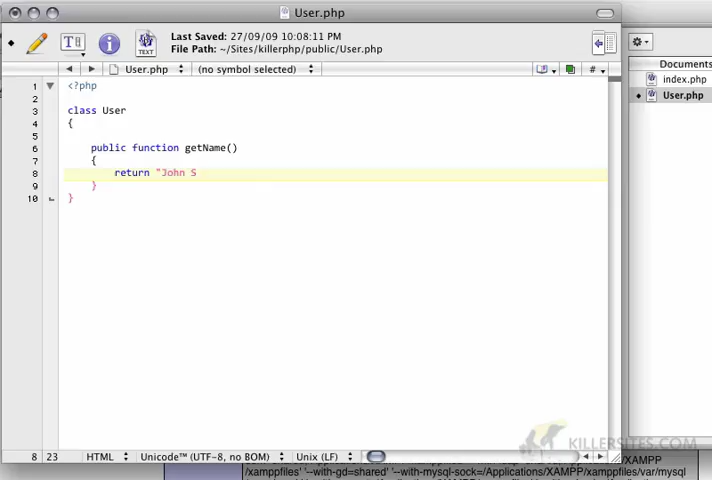 User.php
Last Saved: 27/09/09 10:08:11 PM
File Path: ~/Sites/killerphp/public/User.php
T
i
TEXT
User.php (no symbol selected) #
Documents
index.php
User.php
1 <?php
2
3 class User
4 {
5
6 public function getName()
7 {
8 return "John S
9 }
10 }
KILLERSITES.COM
8 23 HTML Unicode™ (UTF-8, no BOM) Unix (LF)
/xamppfiles' '--with-gd=shared' '--with-mysql-sock=/Applications/XAMPP/xamppfiles/var/mysql